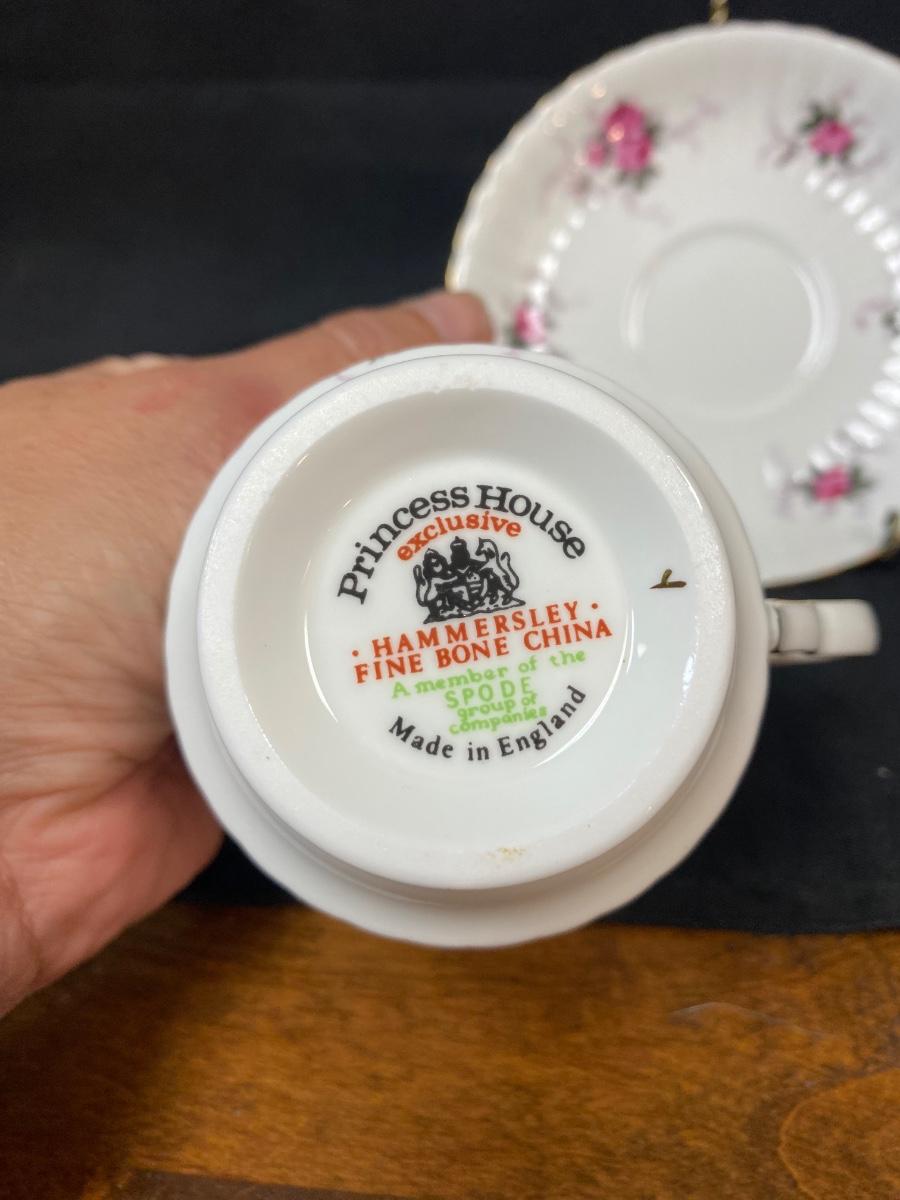 Princess House
exclusive
· HAMMERSLEY ·
FINE BONE CHINA
A member of the
SPODE
group of
companies
Made in England